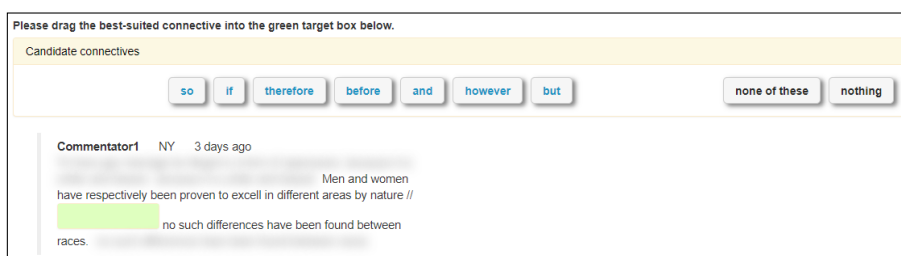 Please drag the best-suited connective into the green target box below.
Candidate connectives
so if therefore before and however but none of these nothing
Commentator1 NY 3 days ago
Men and women
have respectively been proven to excell in different areas by nature //
no such differences have been found between
races.